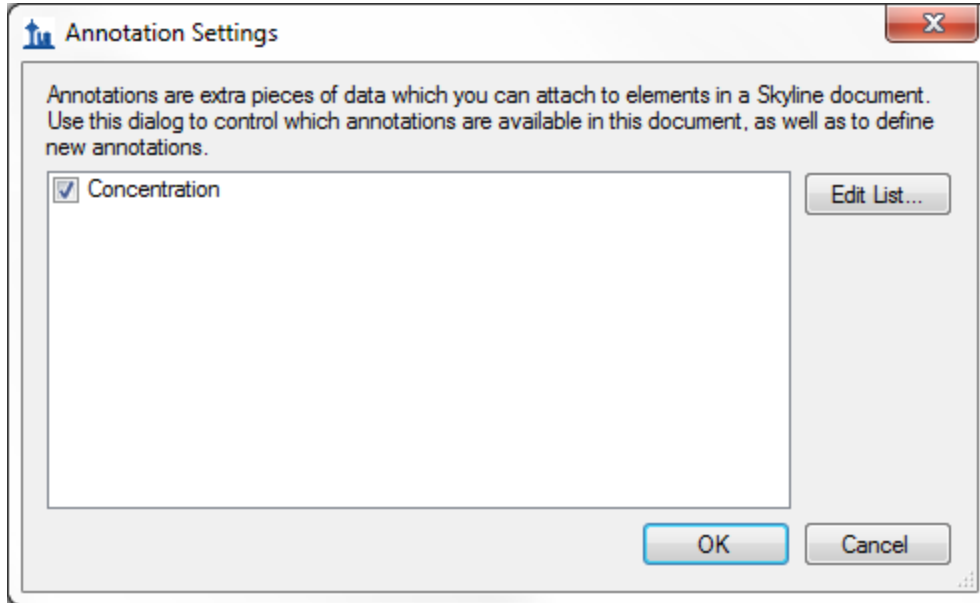 Annotation Settings
Annotations are extra pieces of data which you can attach to elements in a Skyline document.
Use this dialog to control which annotations are available in this document, as well as to define
new annotations.
Concentration
Edit List...
OK
Cancel